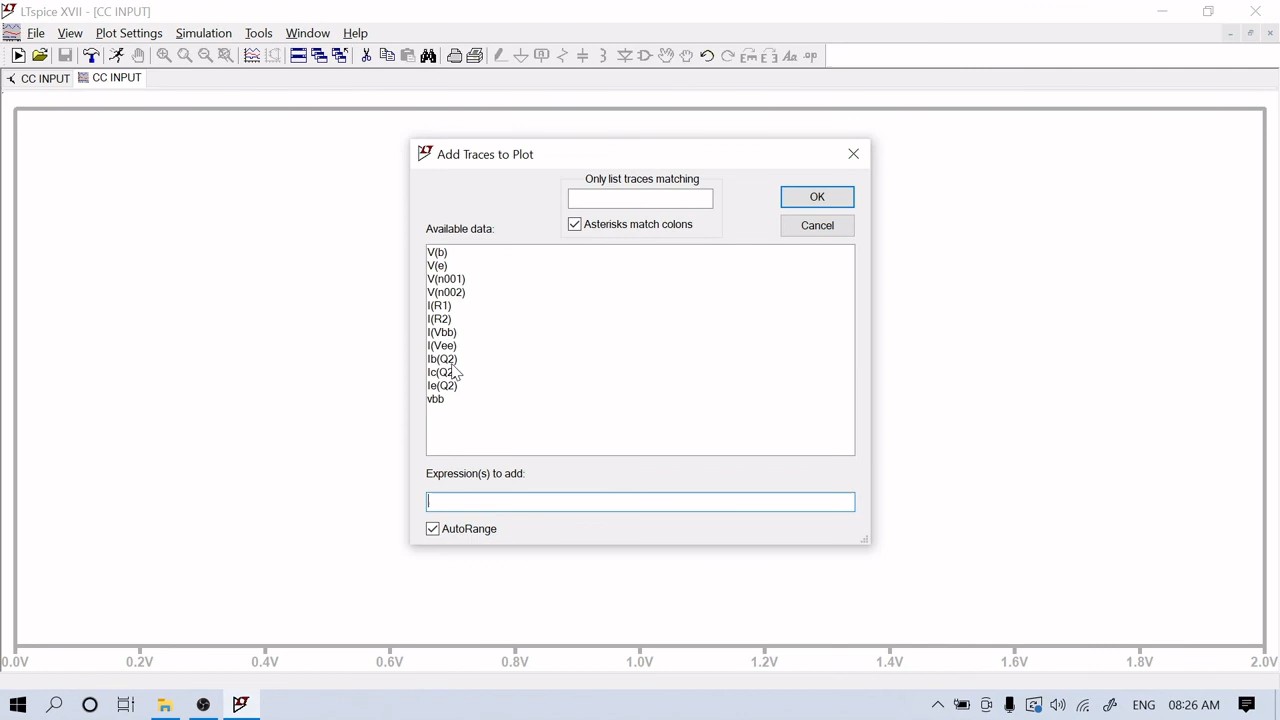 LTspice XVII - [CC INPUT]
File View Plot Settings Simulation Tools Window Help
CC INPUT CC INPUT
Add Traces to Plot
Only list traces matching
OK
Asterisks match colons
Cancel
Available data:
V(b)
V(e)
V(n001)
V(n002)
I(R1)
I(R2)
I(Vbb)
I(Vee)
Ib(Q2)
Ic(Q2)
Ie(Q2)
vbb
Expression(s) to add:
AutoRange
0.0V 0.2V 0.4V 0.6V 0.8V 1.0V 1.2V 1.4V 1.6V 1.8V 2.0V
ENG 08:26 AM